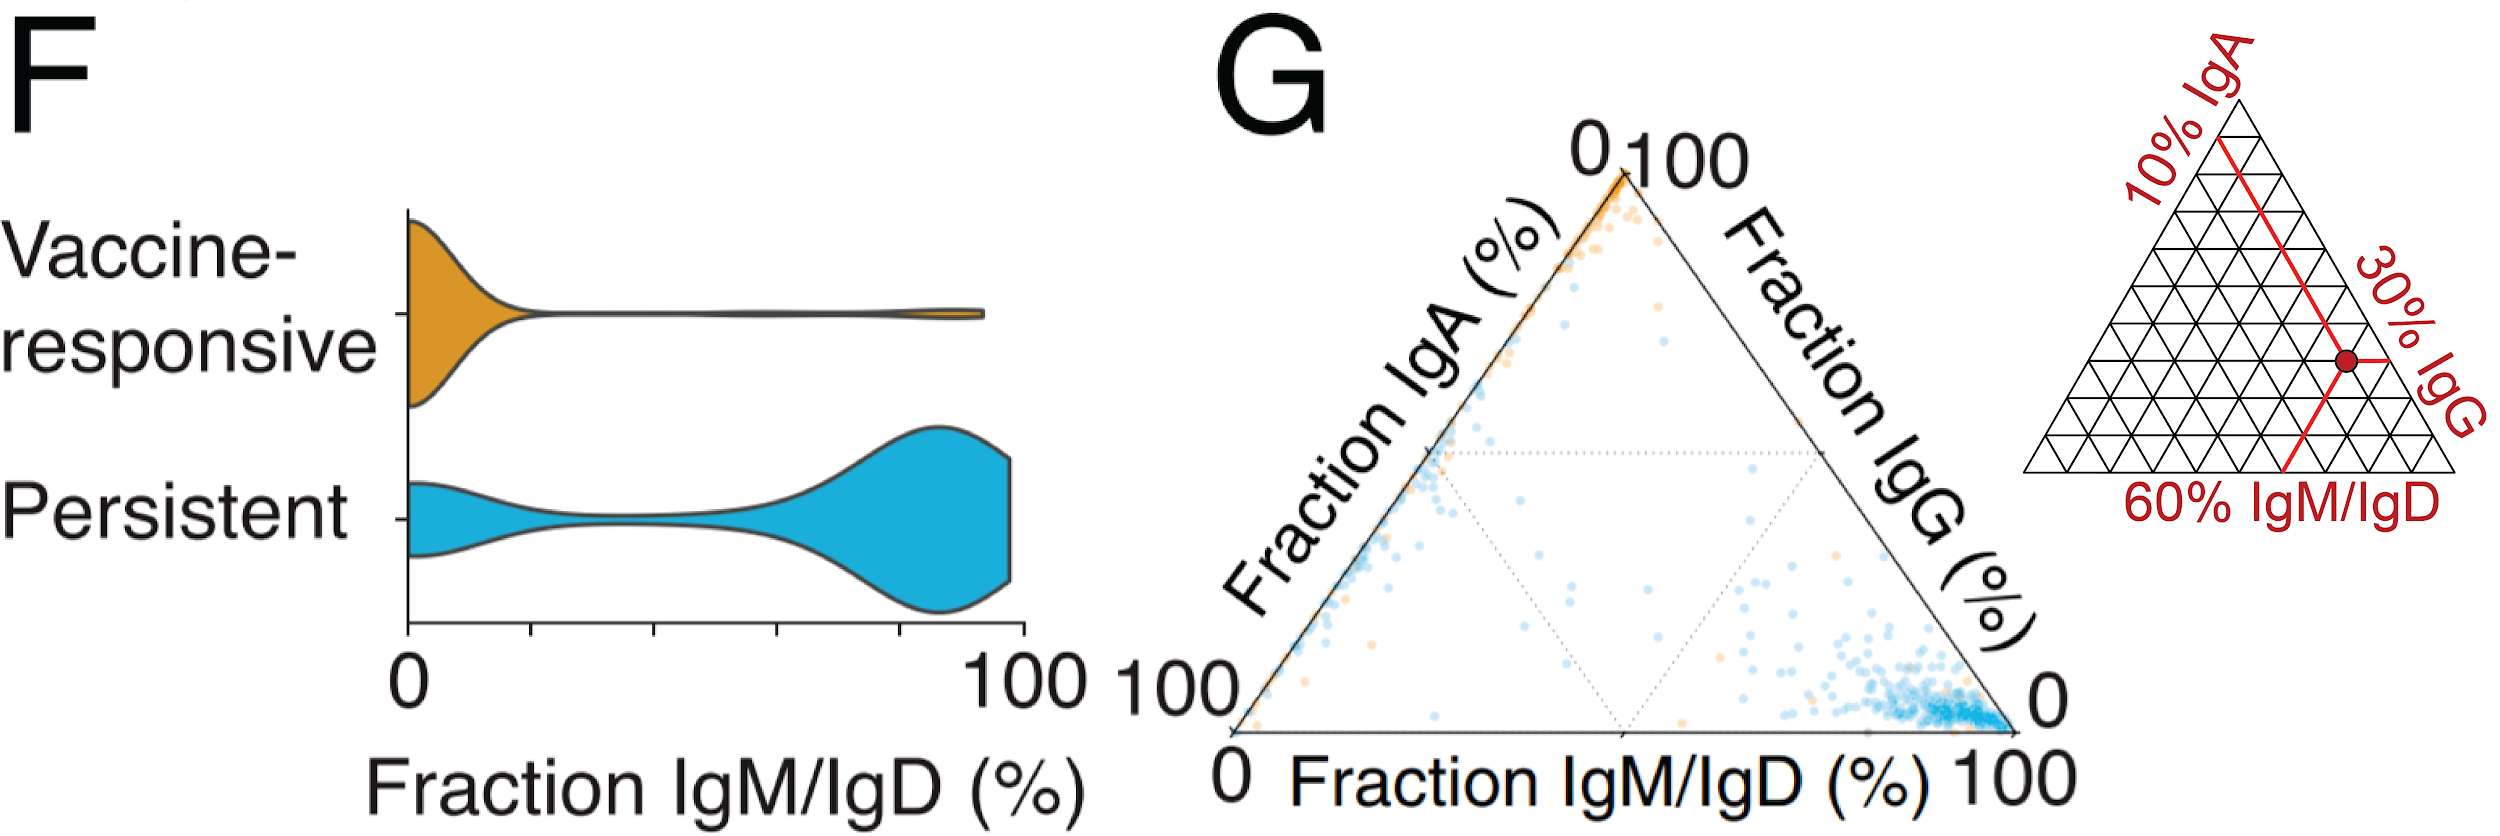 F
Vaccine-
responsive
Persistent
0
100
Fraction IgM/IgD (%)
G
0
100
Fraction IgA (%)
Fraction IgG (%)
100
0
0
Fraction IgM/IgD (%)
100
10% IgA
30% IgG
60% IgM/IgD